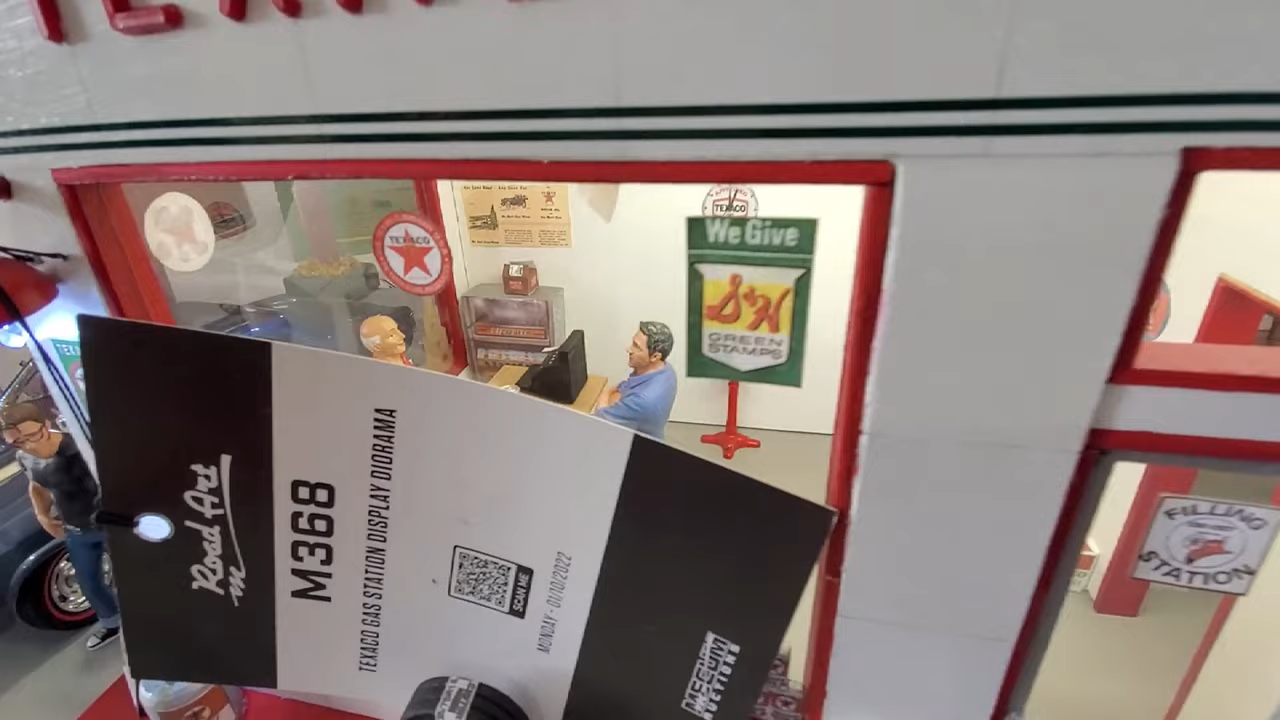 TEXACO
TEXACO
We Give
S&H
GREEN
STAMPS
Road Art
M368
TEXACO GAS STATION DISPLAY DIORAMA
SCAN ME
MONDAY - 01/10/2022
MECUM
AUCTIONS
FILLING
STATION